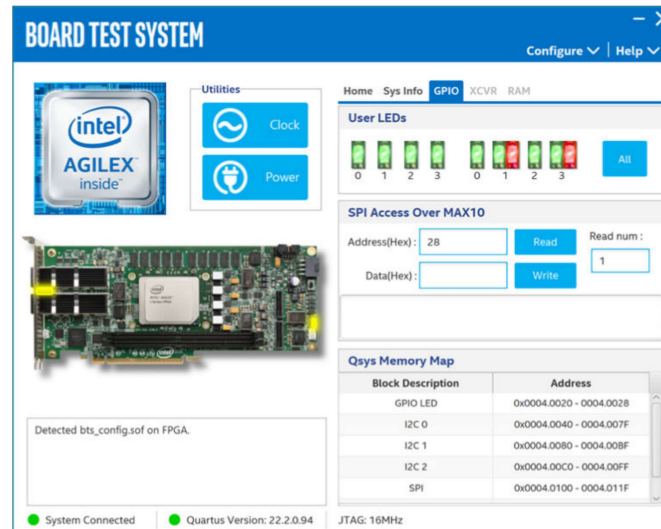 BOARD TEST SYSTEM
Configure Help
intel
AGILEX
inside
Utilities
Clock
Power
Home Sys Info GPIO XCVR RAM
User LEDs
0 1 2 3 0 1 2 3
All
SPI Access Over MAX10
Address(Hex) : 28 Read Read num :
1
Data(Hex) : Write
Qsys Memory Map
Block Description Address
GPIO LED 0x0004.0020 - 0004.0028
I2C 0 0x0004.0040 - 0004.007F
I2C 1 0x0004.0080 - 0004.00BF
I2C 2 0x0004.00C0 - 0004.00FF
SPI 0x0004.0100 - 0004.011F
Detected bts_config.sof on FPGA.
System Connected Quartus Version: 22.2.0.94 JTAG: 16MHz